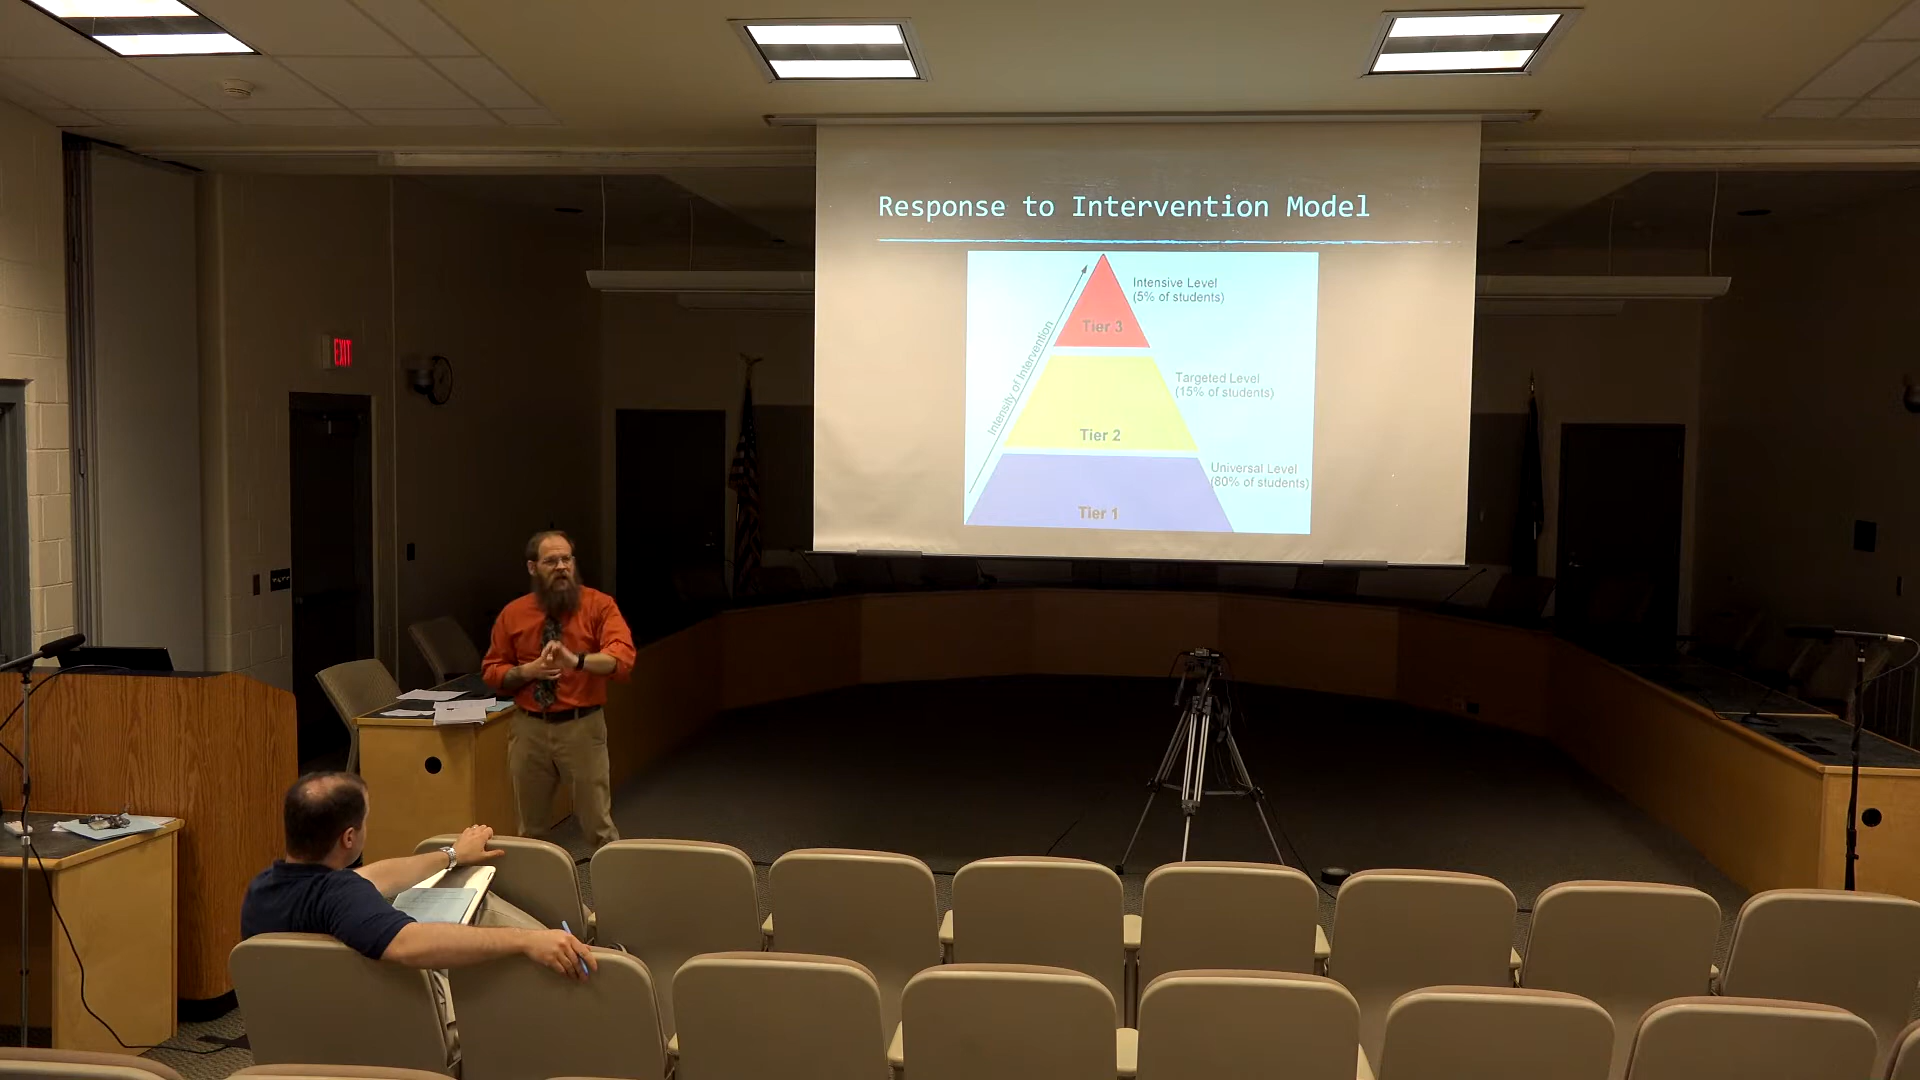 Response to Intervention Model
Intensive Level
(5% of students)
Tier 3
Intensity of Intervention
Targeted Level
(15% of students)
Tier 2
Universal Level
(80% of students)
Tier 1
EXIT